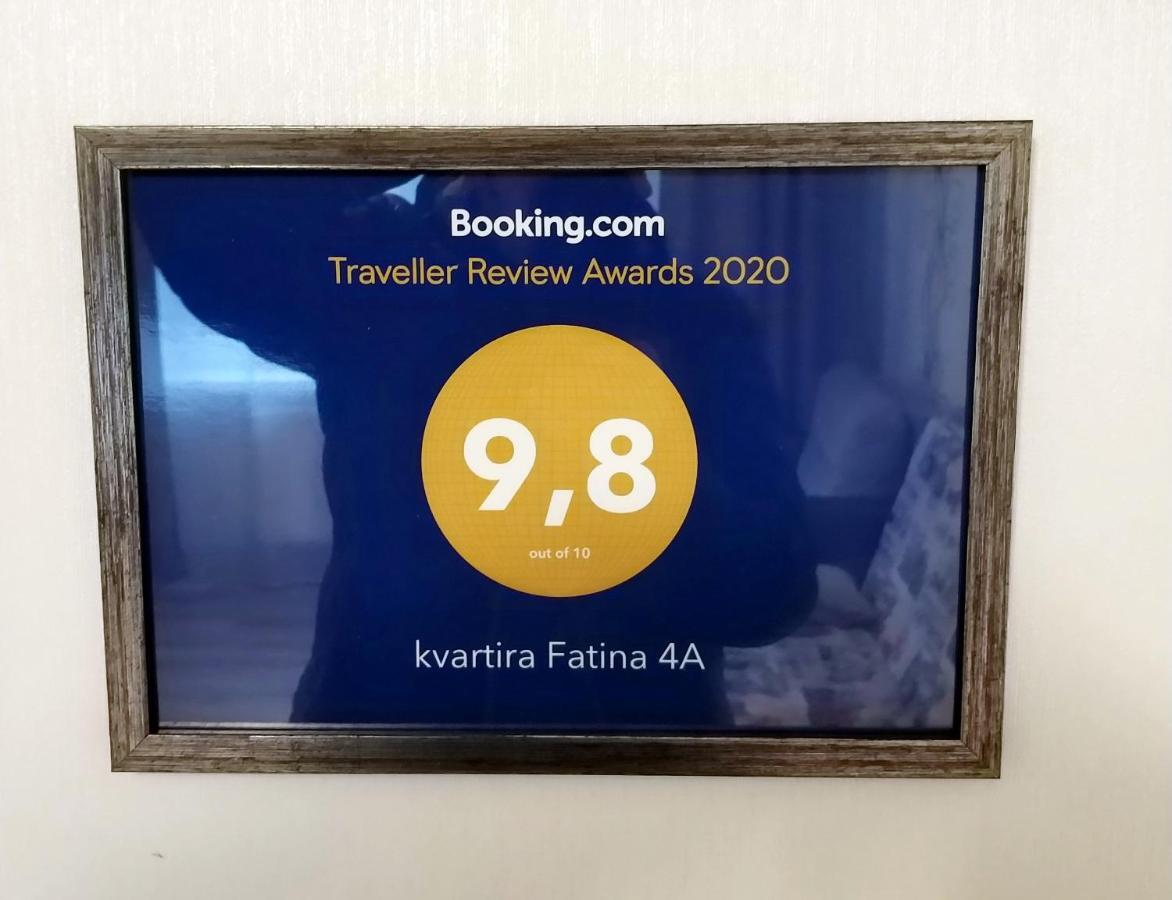 Booking.com
Traveller Review Awards 2020
9,8
out of 10
kvartira Fatina 4A